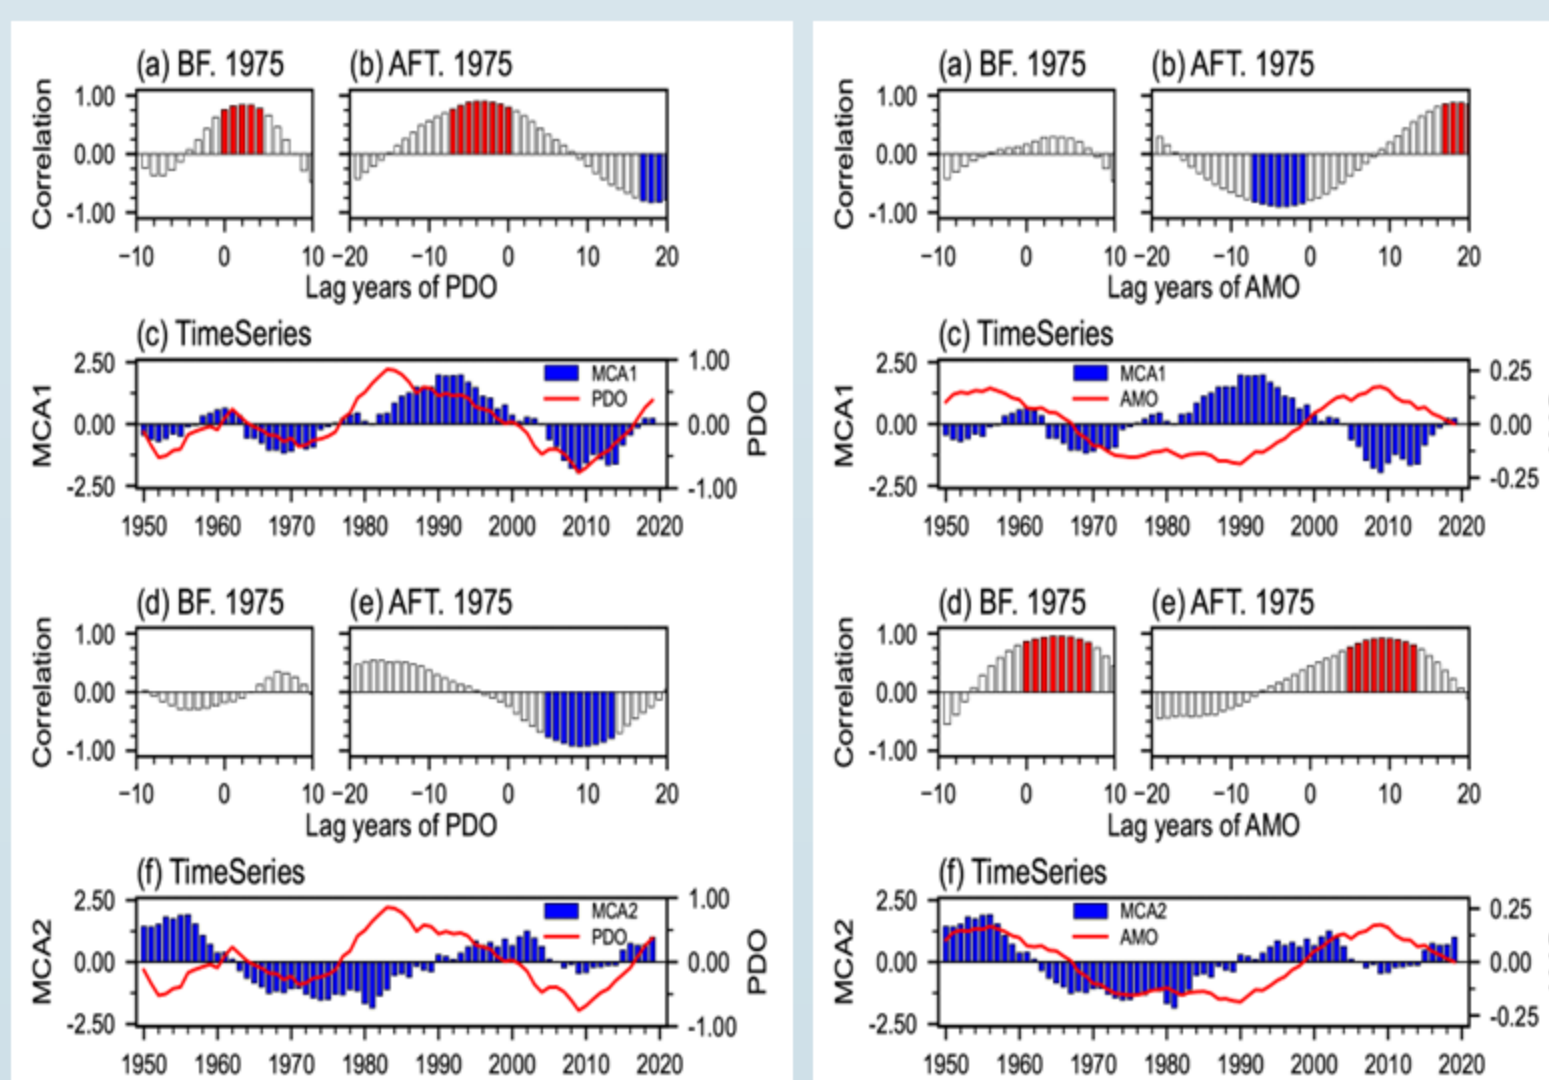 (a) BF. 1975 (b) AFT. 1975
Correlation
1.00
0.00
-1.00
−10 0 10 −20 −10 0 10 20
Lag years of PDO
(c) TimeSeries
MCA1
2.50
0.00
-2.50
MCA1
PDO
1.00
0.00
-1.00
PDO
1950 1960 1970 1980 1990 2000 2010 2020
(d) BF. 1975 (e) AFT. 1975
Correlation
1.00
0.00
-1.00
−10 0 10 −20 −10 0 10 20
Lag years of PDO
(f) TimeSeries
MCA2
2.50
0.00
-2.50
MCA2
PDO
1.00
0.00
-1.00
PDO
1950 1960 1970 1980 1990 2000 2010 2020
(a) BF. 1975 (b) AFT. 1975
Correlation
1.00
0.00
-1.00
−10 0 10 −20 −10 0 10 20
Lag years of AMO
(c) TimeSeries
MCA1
2.50
0.00
-2.50
MCA1
AMO
0.25
0.00
-0.25
1950 1960 1970 1980 1990 2000 2010 2020
(d) BF. 1975 (e) AFT. 1975
Correlation
1.00
0.00
-1.00
−10 0 10 −20 −10 0 10 20
Lag years of AMO
(f) TimeSeries
MCA2
2.50
0.00
-2.50
MCA2
AMO
0.25
0.00
-0.25
1950 1960 1970 1980 1990 2000 2010 2020